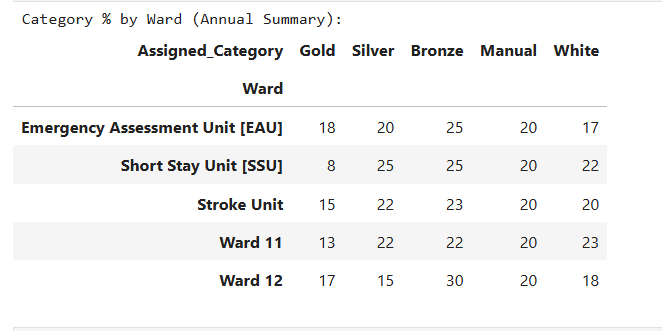 Category % by Ward (Annual Summary):
Assigned_Category Gold Silver Bronze Manual White
Ward
Emergency Assessment Unit [EAU] 18 20 25 20 17
Short Stay Unit [SSU] 8 25 25 20 22
Stroke Unit 15 22 23 20 20
Ward 11 13 22 22 20 23
Ward 12 17 15 30 20 18